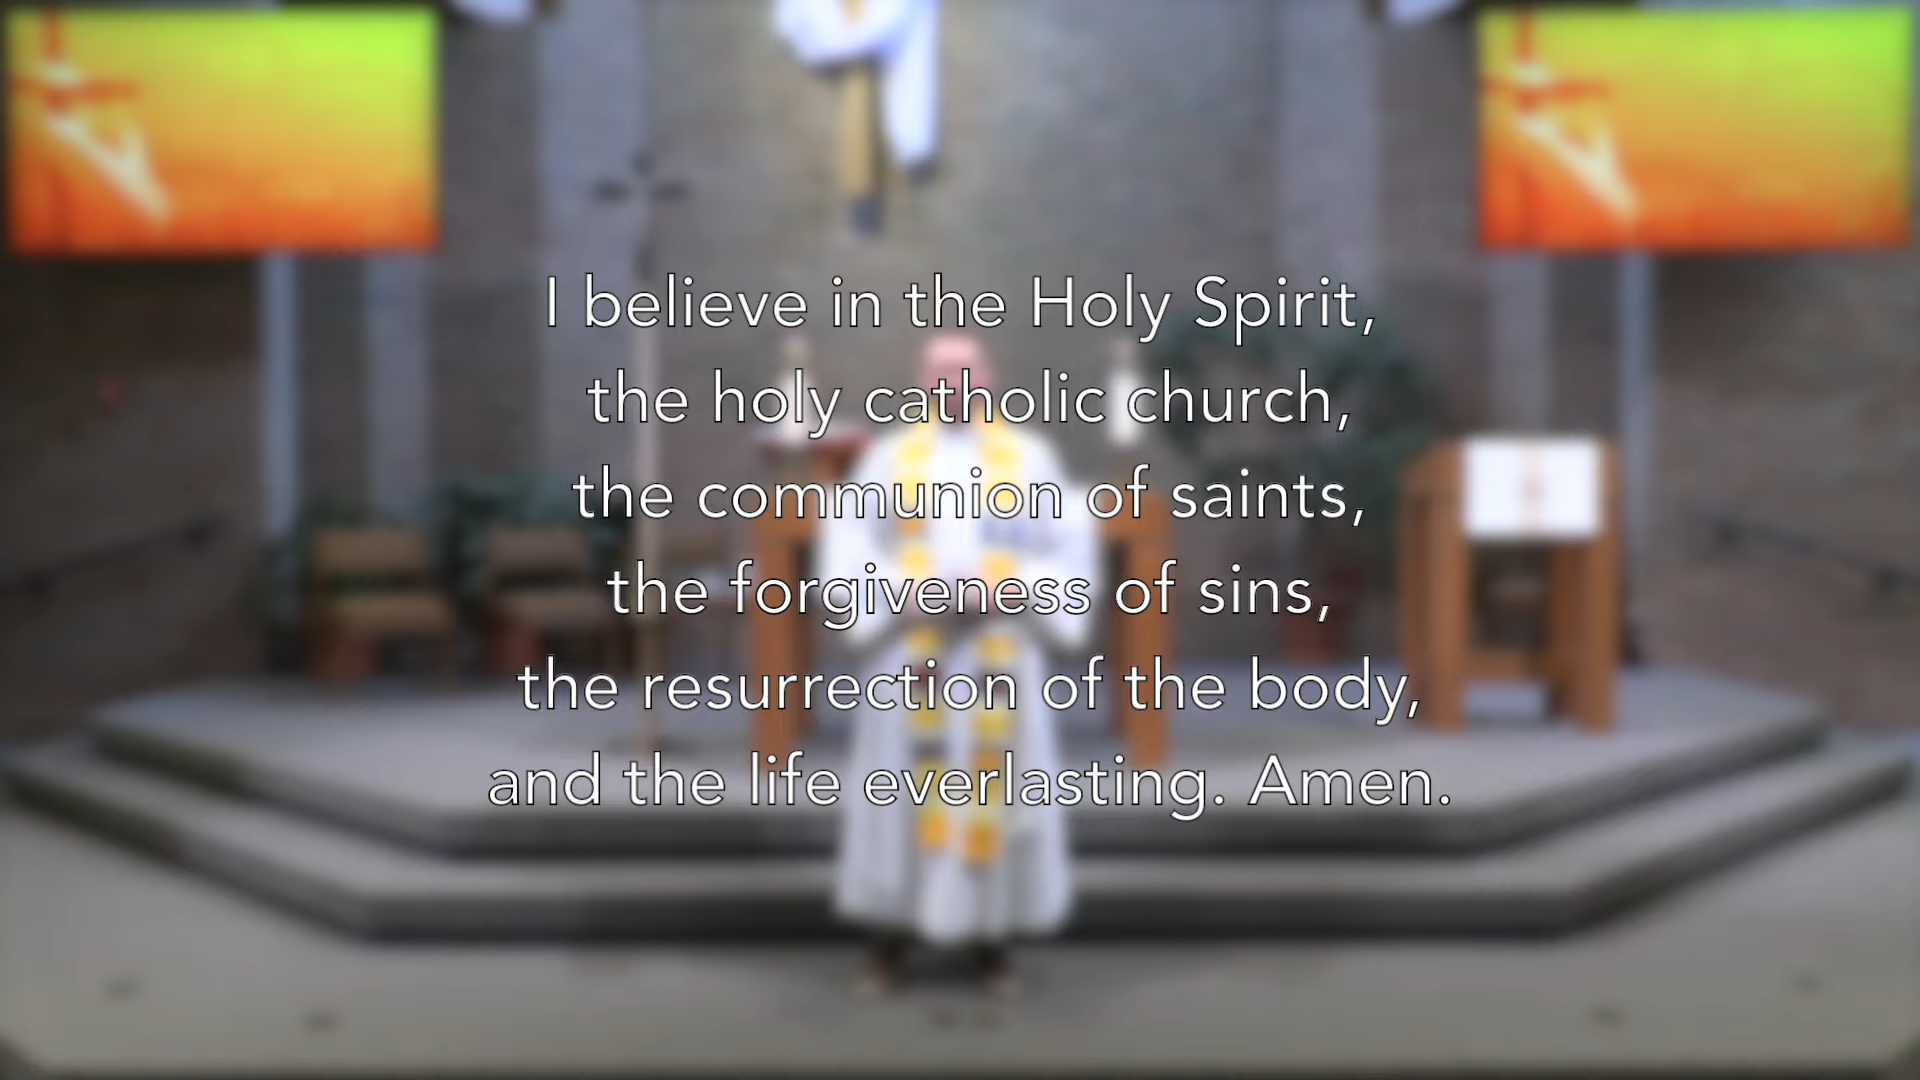 I believe in the Holy Spirit,
the holy catholic church,
the communion of saints,
the forgiveness of sins,
the resurrection of the body,
and the life everlasting. Amen.